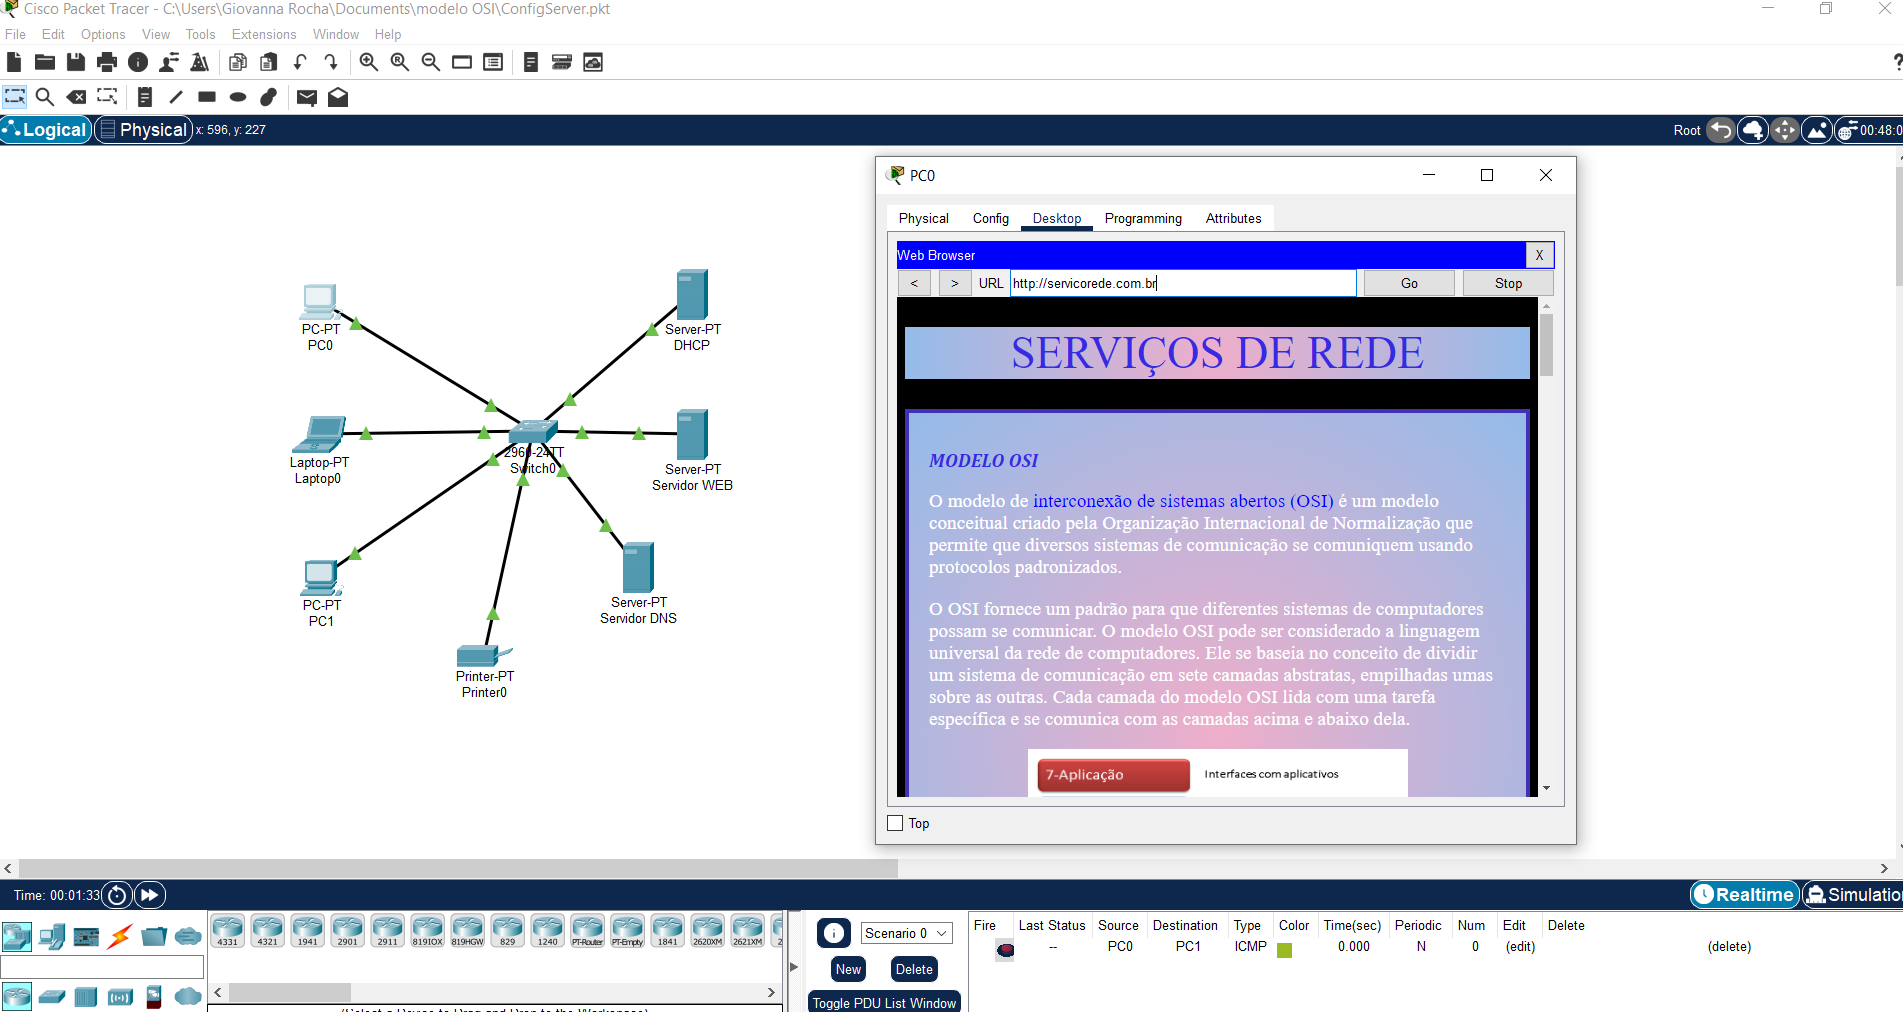 Cisco Packet Tracer - C:\Users\Giovanna Rocha\Documents\modelo OSI\ConfigServer.pkt
File Edit Options View Tools Extensions Window Help
?
Logical Physical x: 596, y: 227
Root 00:48:0
PC-PT
PC0
Server-PT
DHCP
Laptop-PT
Laptop0
2960-24TT
Switch0
Server-PT
Servidor WEB
PC-PT
PC1
Server-PT
Servidor DNS
Printer-PT
Printer0
PC0
Physical Config Desktop Programming Attributes
Web Browser X
< > URL http://servicorede.com.br Go Stop
SERVIÇOS DE REDE
MODELO OSI
O modelo de interconexão de sistemas abertos (OSI) é um modelo
conceitual criado pela Organização Internacional de Normalização que
permite que diversos sistemas de comunicação se comuniquem usando
protocolos padronizados.
O OSI fornece um padrão para que diferentes sistemas de computadores
possam se comunicar. O modelo OSI pode ser considerado a linguagem
universal da rede de computadores. Ele se baseia no conceito de dividir
um sistema de comunicação em sete camadas abstratas, empilhadas umas
sobre as outras. Cada camada do modelo OSI lida com uma tarefa
específica e se comunica com as camadas acima e abaixo dela.
7-Aplicação Interfaces com aplicativos
Top
Time: 00:01:33 Realtime Simulation
4331 4321 1941 2901 2911 819IOX 819HGW 829 1240 PT-Router PT-Empty 1841 2620XM 2621XM 2
Scenario 0
New Delete
Toggle PDU List Window
Fire Last Status Source Destination Type Color Time(sec) Periodic Num Edit Delete
-- PC0 PC1 ICMP 0.000 N 0 (edit) (delete)
(Select a Device to Drag and Drop to the Workspace)